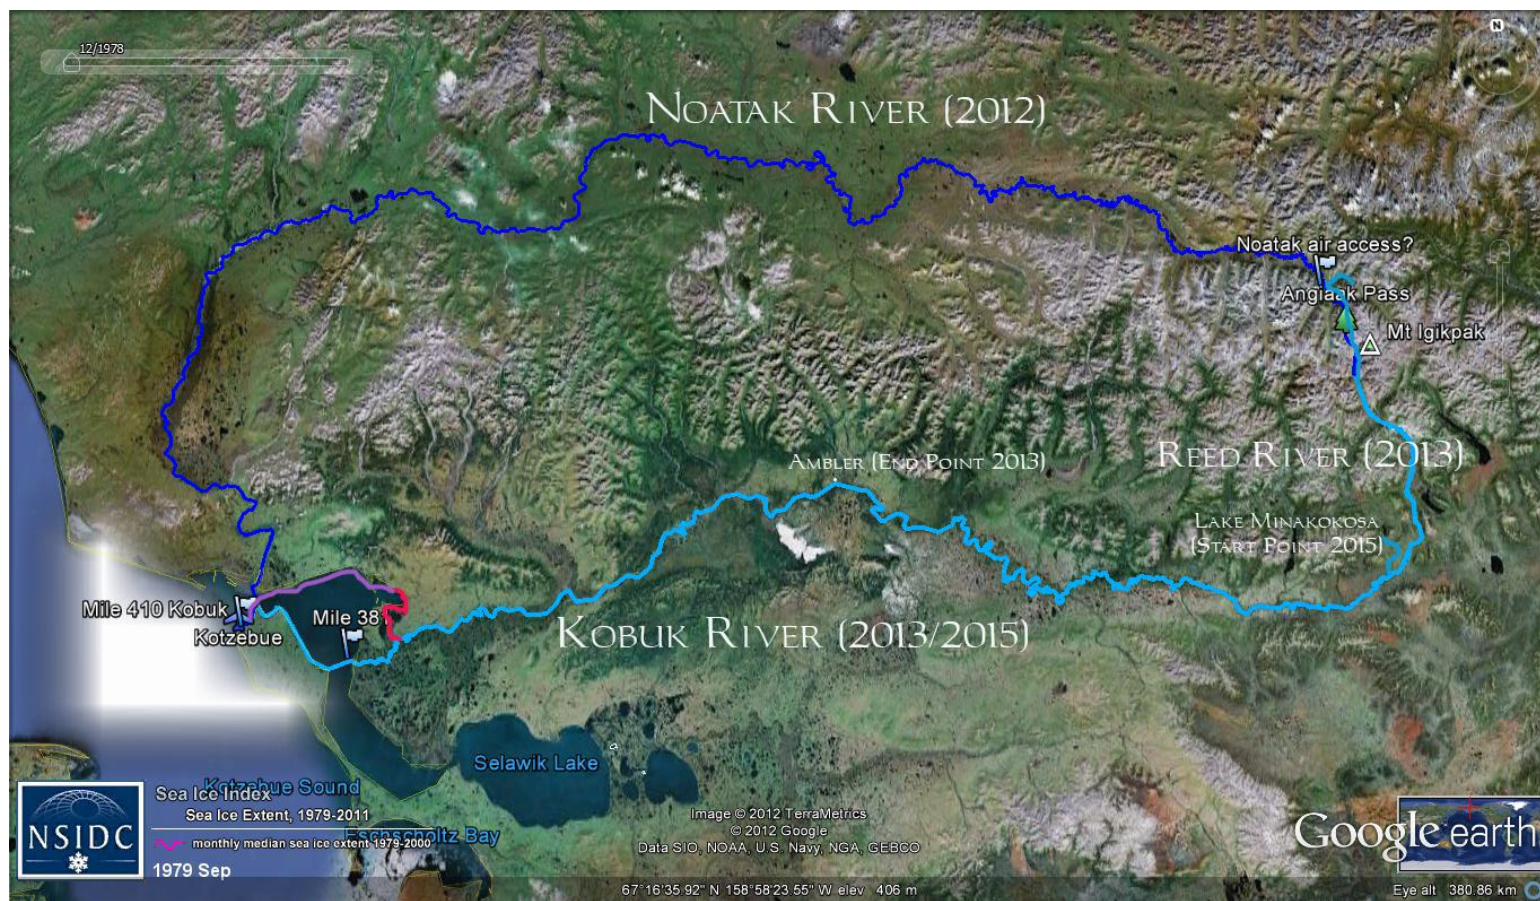 12/1978
N
NOATAK RIVER (2012)
Noatak air access?
Angiaak Pass
Mt Igikpak
REED RIVER (2013)
AMBLER (END POINT 2013)
LAKE MINAKOKOSA
(START POINT 2015)
Mile 410 Kobuk
Kotzebue
Mile 38
KOBUK RIVER (2013/2015)
Selawik Lake
Kotzebue Sound
Sea Ice Index
Sea Ice Extent, 1979-2011
Eschscholtz Bay
monthly median sea ice extent 1979-2000
NSIDC
1979 Sep
Image © 2012 TerraMetrics
© 2012 Google
Data SIO, NOAA, U.S. Navy, NGA, GEBCO
Google earth
67°16'35.92" N 158°58'23.55" W elev 406 m
Eye alt 380.86 km